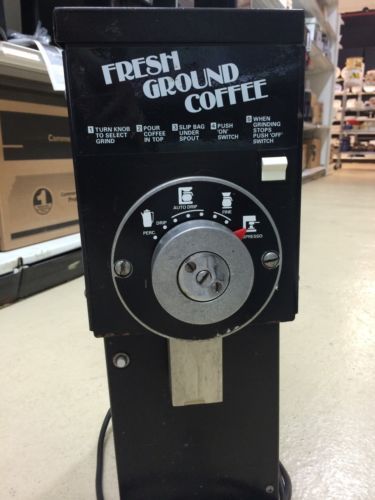 FRESH
GROUND
COFFEE
1 TURN KNOB
TO SELECT
GRIND
2 POUR
COFFEE
IN TOP
3 SLIP BAG
UNDER
SPOUT
4 PUSH
'ON'
SWITCH
5 WHEN
GRINDING
STOPS
PUSH 'OFF'
SWITCH
PERC.
DRIP
AUTO DRIP
FINE
ESPRESSO
1